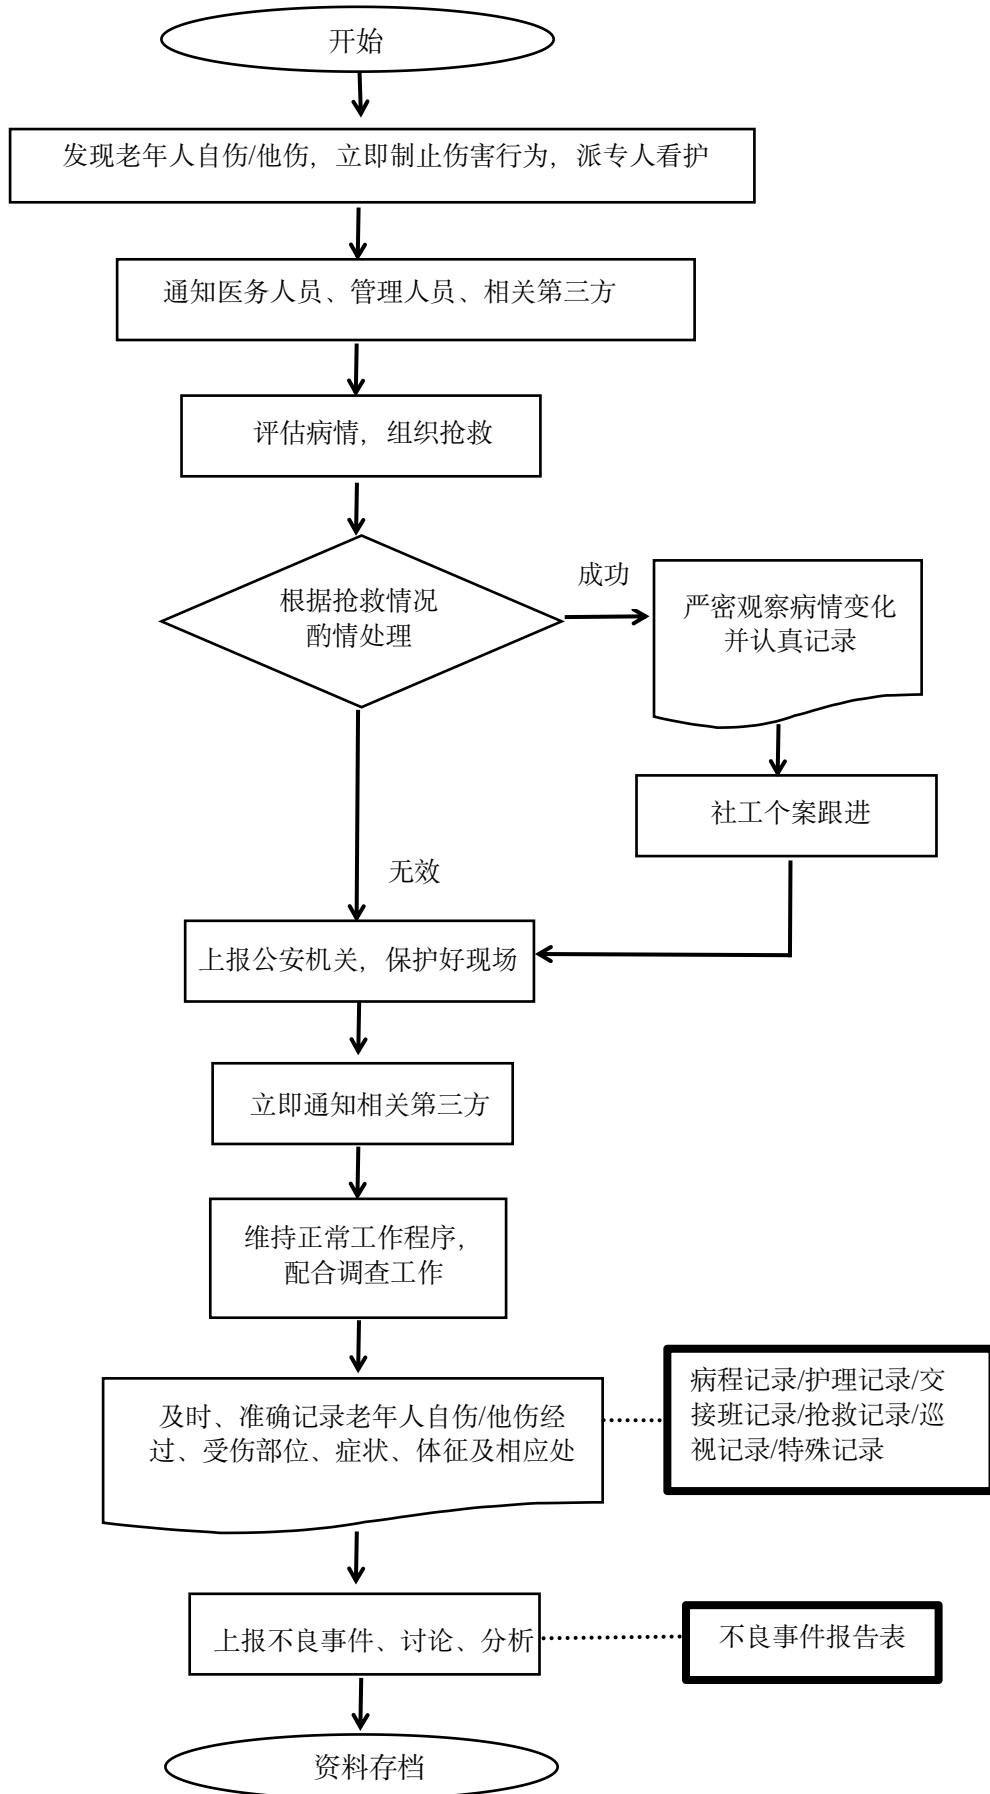 开始
发现老年人自伤/他伤，立即制止伤害行为，派专人看护
通知医务人员、管理人员、相关第三方
评估病情，组织抢救
根据抢救情况
酌情处理
成功
严密观察病情变化
并认真记录
社工个案跟进
无效
上报公安机关，保护好现场
立即通知相关第三方
维持正常工作程序，
配合调查工作
及时、准确记录老年人自伤/他伤经
过、受伤部位、症状、体征及相应处
病程记录/护理记录/交
接班记录/抢救记录/巡
视记录/特殊记录
上报不良事件、讨论、分析
不良事件报告表
资料存档